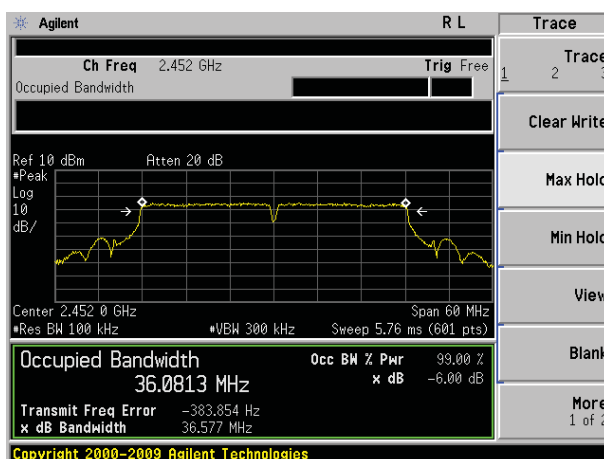 Agilent R L Trace
Ch Freq 2.452 GHz Trig Free
Occupied Bandwidth
Trace
1 2 3
Clear Write
Max Hold
Min Hold
View
Blank
More
1 of 2
Ref 10 dBm Atten 20 dB
#Peak
Log
10
dB/
Center 2.452 0 GHz Span 60 MHz
#Res BW 100 kHz #VBW 300 kHz Sweep 5.76 ms (601 pts)
Occupied Bandwidth Occ BW % Pwr 99.00 %
36.0813 MHz x dB -6.00 dB
Transmit Freq Error -383.854 Hz
x dB Bandwidth 36.577 MHz
Copyright 2000-2009 Agilent Technologies